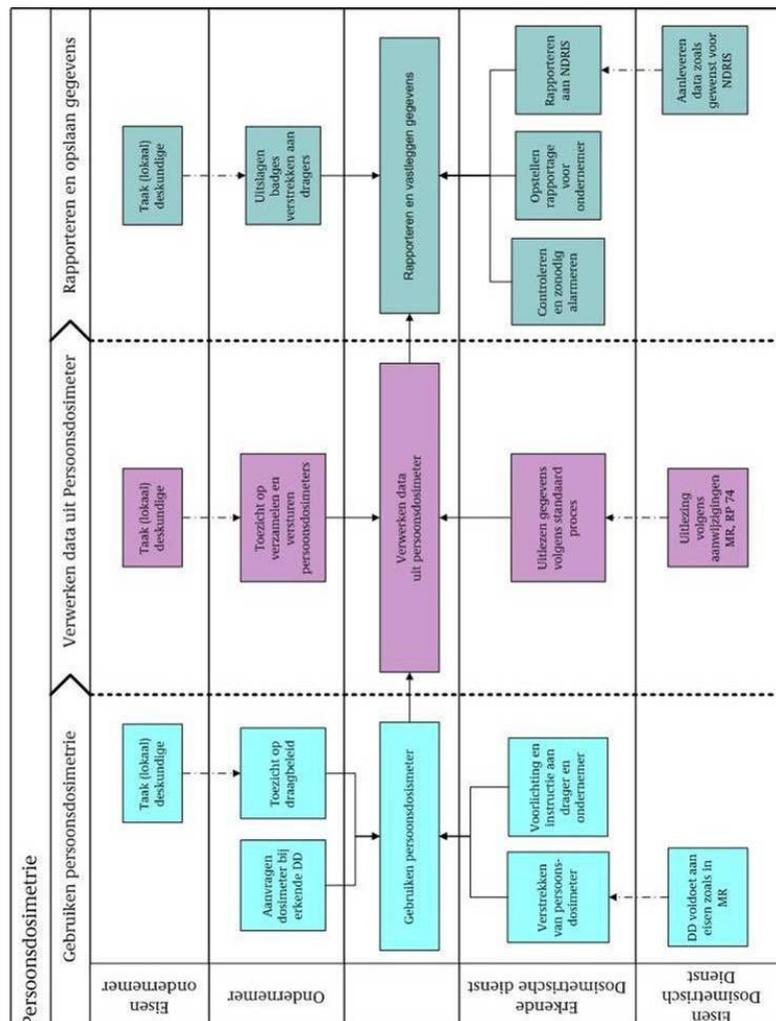 Persoonsdosimetrie
Gebruiken persoonsdosimetrie
Verwerken data uit Persoonsdosimeter
Rapporteren en opslaan gegevens
Eisen
ondernemer
Taak (lokaal)
deskundige
Taak (lokaal)
deskundige
Taak (lokaal)
deskundige
Ondernemer
Aanvragen
dosimeter bij
erkende DD
Toezicht op
draagbeleid
Toezicht op
verzamelen en
versturen
persoonsdosimeters
Uitslagen
badges
verstrekken aan
dragers
Gebruiken persoonsdosismeter
Verwerken data
uit persoonsdosimeter
Rapporteren en vastleggen gegevens
Erkende
Dosimetrische dienst
Verstrekken
van persoons-
dosimeter
Voorlichting en
instructie aan
drager en
ondernemer
Uitlezen gegevens
volgens standaard
proces
Controleren
en zonodig
alarmeren
Opstellen
rapportage
voor
ondernemer
Rapporteren
aan NDRIS
Eisen
Dosimetrisch
Dienst
DD voldoet aan
eisen zoals in
MR
Uitlezing
volgens
aanwijzigingen
MR, RP 74
Aanleveren
data zoals
gewenst voor
NDRIS